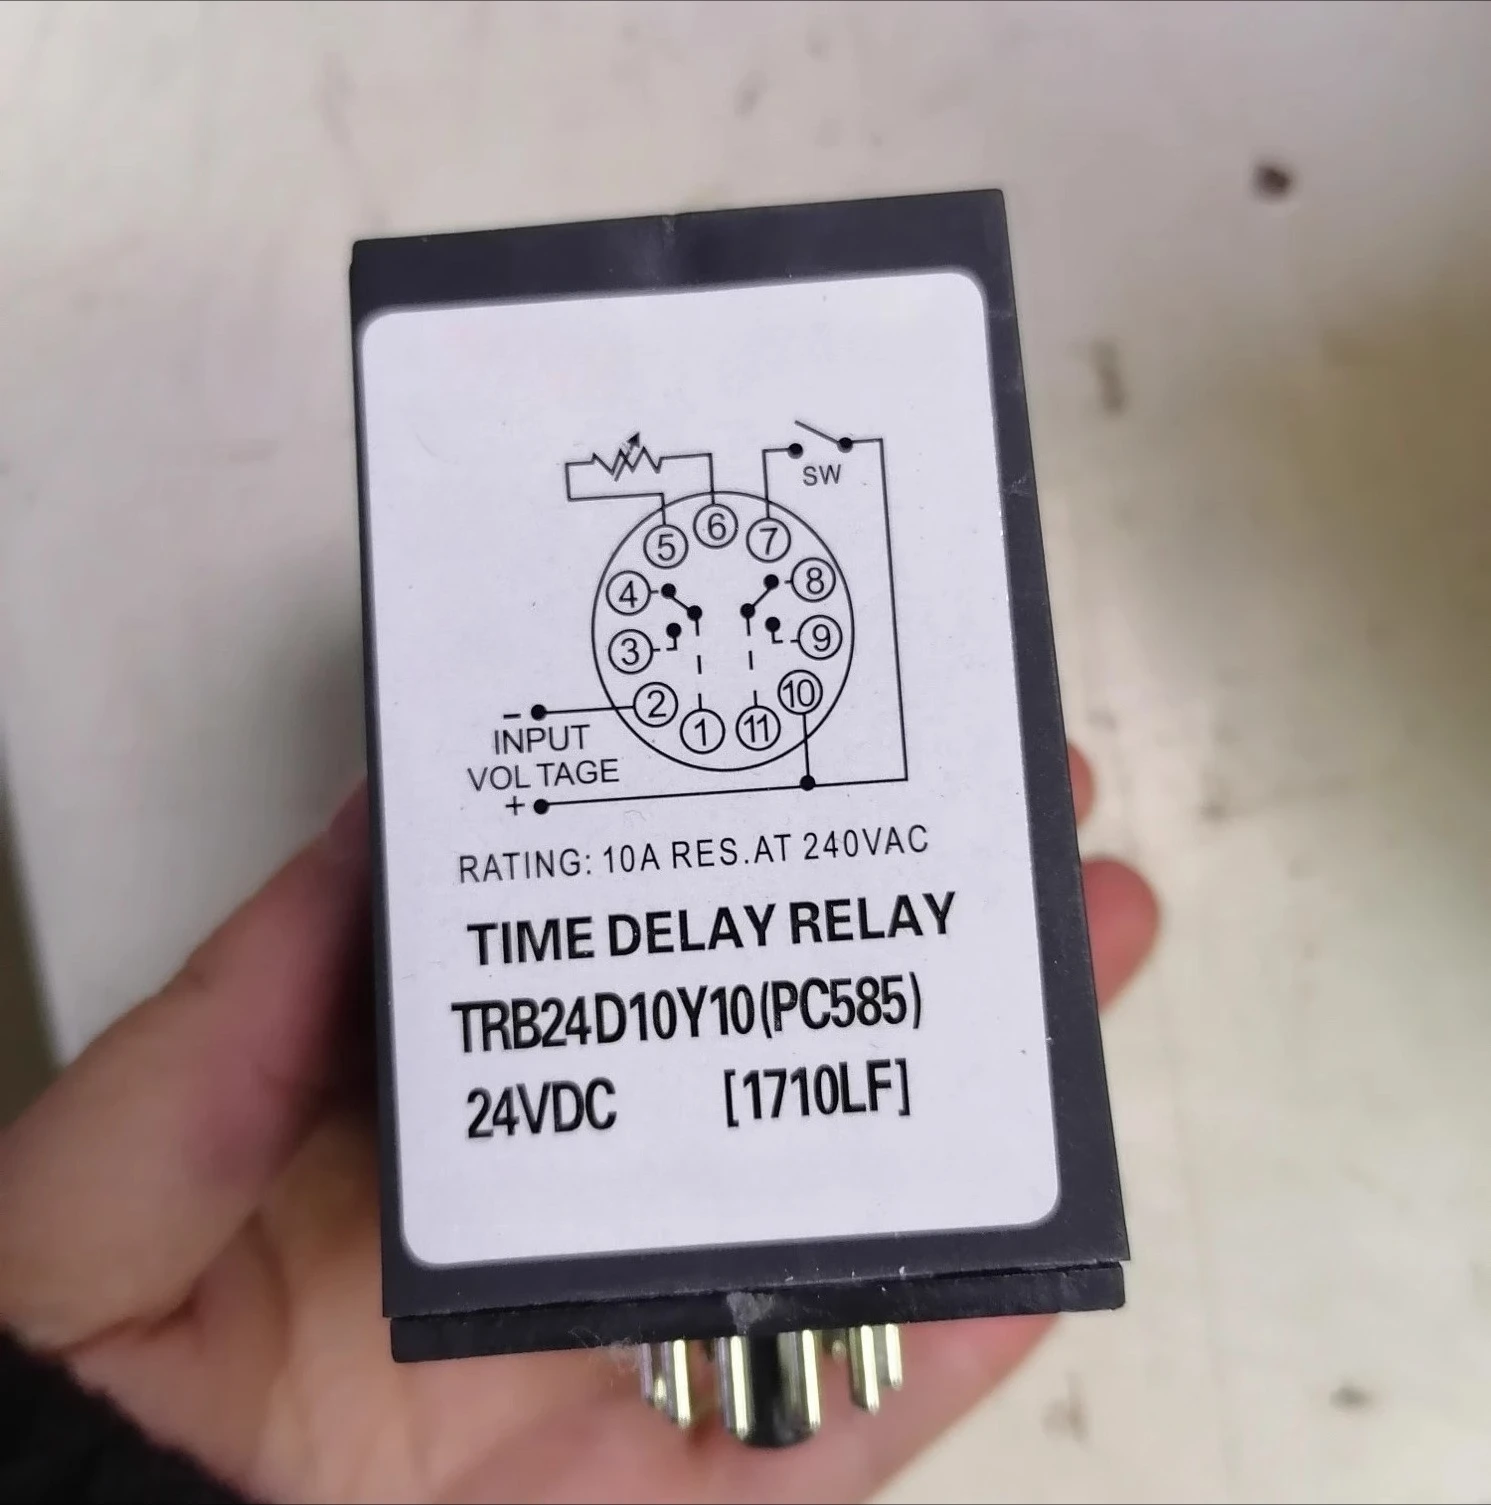 SW
5 6 7
4 8
3 9
2 10
1 11
−
INPUT
VOL TAGE
+
RATING: 10A RES.AT 240VAC
TIME DELAY RELAY
TRB24D10Y10(PC585)
24VDC [1710LF]